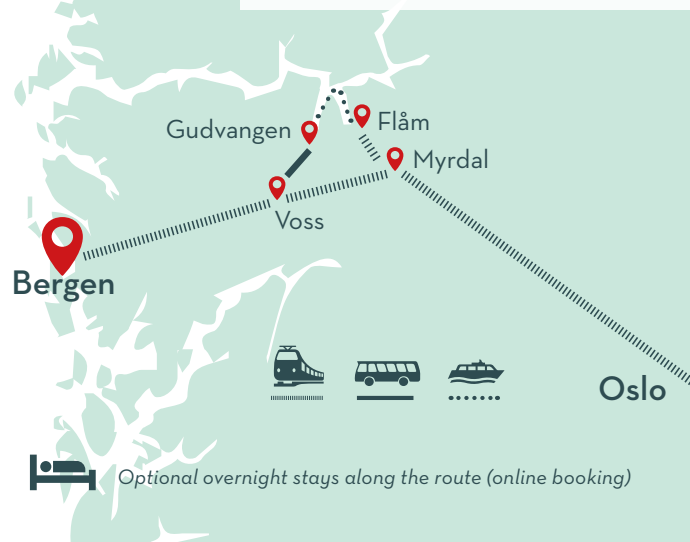 Gudvangen
Flåm
Myrdal
Voss
Bergen
Oslo
Optional overnight stays along the route (online booking)